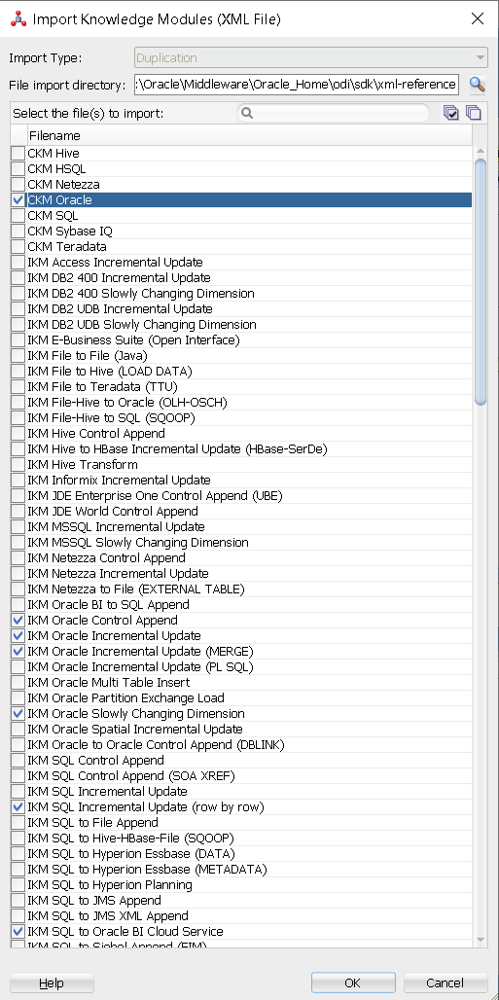 Import Knowledge Modules (XML File)
Import Type: Duplication
File import directory: :\Oracle\Middleware\Oracle_Home\odi\sdk\xml-reference
Select the file(s) to import:
Filename
CKM Hive
CKM HSQL
CKM Netezza
CKM Oracle
CKM SQL
CKM Sybase IQ
CKM Teradata
IKM Access Incremental Update
IKM DB2 400 Incremental Update
IKM DB2 400 Slowly Changing Dimension
IKM DB2 UDB Incremental Update
IKM DB2 UDB Slowly Changing Dimension
IKM E-Business Suite (Open Interface)
IKM File to File (Java)
IKM File to Hive (LOAD DATA)
IKM File to Teradata (TTU)
IKM File-Hive to Oracle (OLH-OSCH)
IKM File-Hive to SQL (SQOOP)
IKM Hive Control Append
IKM Hive to HBase Incremental Update (HBase-SerDe)
IKM Hive Transform
IKM Informix Incremental Update
IKM JDE Enterprise One Control Append (UBE)
IKM JDE World Control Append
IKM MSSQL Incremental Update
IKM MSSQL Slowly Changing Dimension
IKM Netezza Control Append
IKM Netezza Incremental Update
IKM Netezza to File (EXTERNAL TABLE)
IKM Oracle BI to SQL Append
IKM Oracle Control Append
IKM Oracle Incremental Update
IKM Oracle Incremental Update (MERGE)
IKM Oracle Incremental Update (PL SQL)
IKM Oracle Multi Table Insert
IKM Oracle Partition Exchange Load
IKM Oracle Slowly Changing Dimension
IKM Oracle Spatial Incremental Update
IKM Oracle to Oracle Control Append (DBLINK)
IKM SQL Control Append
IKM SQL Control Append (SOA XREF)
IKM SQL Incremental Update
IKM SQL Incremental Update (row by row)
IKM SQL to File Append
IKM SQL to Hive-HBase-File (SQOOP)
IKM SQL to Hyperion Essbase (DATA)
IKM SQL to Hyperion Essbase (METADATA)
IKM SQL to Hyperion Planning
IKM SQL to JMS Append
IKM SQL to JMS XML Append
IKM SQL to Oracle BI Cloud Service
IKM SQL to Siebel Append (EIM)
Help OK Cancel